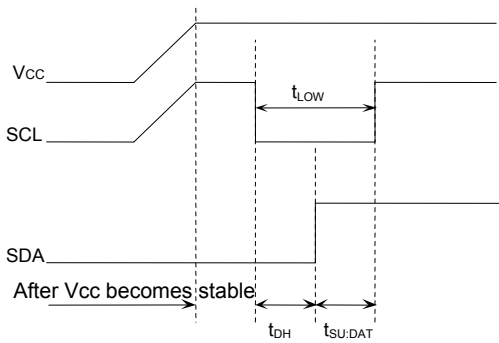 Vcc
tLOW
SCL
SDA
After Vcc becomes stable
tDH
tSU:DAT